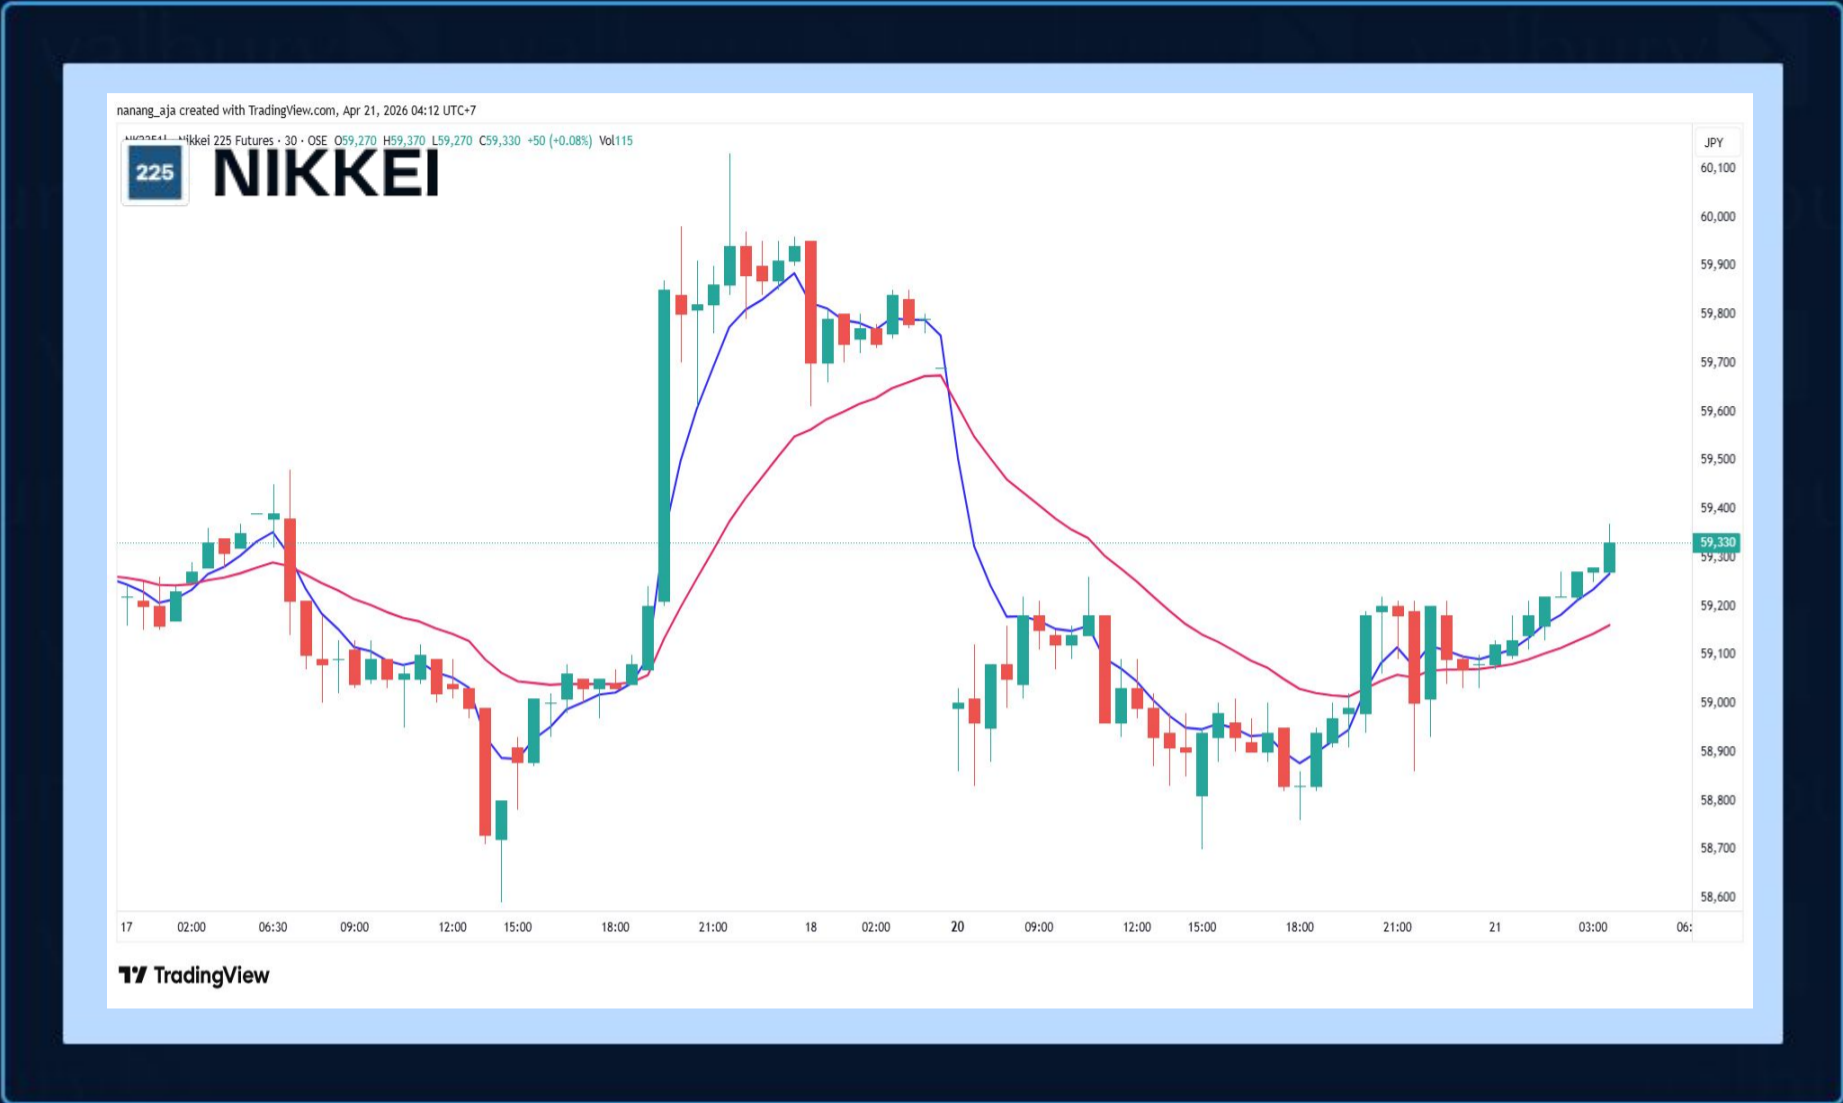 nanang_aja created with TradingView.com, Apr 21, 2026 04:12 UTC+7
Nikkei 225 Futures · 30 · OSE O59,270 H59,370 L59,270 C59,330 +50 (+0.08%) Vol115
JPY
225 NIKKEI
60,100
60,000
59,900
59,800
59,700
59,600
59,500
59,400
59,330
59,300
59,200
59,100
59,000
58,900
58,800
58,700
58,600
17 02:00 06:30 09:00 12:00 15:00 18:00 21:00 18 02:00 20 09:00 12:00 15:00 18:00 21:00 21 03:00 06:
TradingView